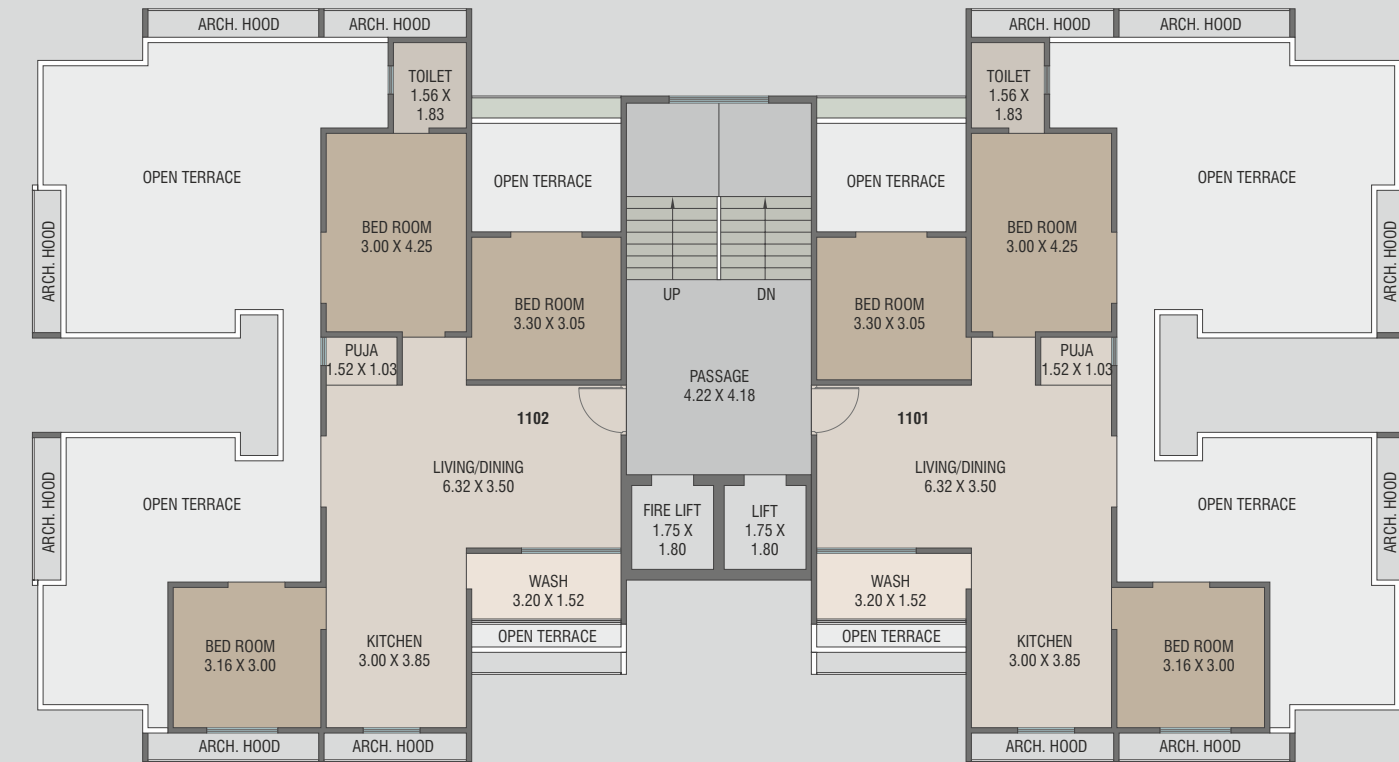 ARCH. HOOD
ARCH. HOOD
ARCH. HOOD
ARCH. HOOD
TOILET
1.56 X
1.83
TOILET
1.56 X
1.83
OPEN TERRACE
OPEN TERRACE
OPEN TERRACE
OPEN TERRACE
ARCH. HOOD
BED ROOM
3.00 X 4.25
BED ROOM
3.00 X 4.25
ARCH. HOOD
BED ROOM
3.30 X 3.05
UP
DN
BED ROOM
3.30 X 3.05
PUJA
1.52 X 1.03
PASSAGE
4.22 X 4.18
PUJA
1.52 X 1.03
1102
1101
LIVING/DINING
6.32 X 3.50
LIVING/DINING
6.32 X 3.50
ARCH. HOOD
OPEN TERRACE
FIRE LIFT
1.75 X
1.80
LIFT
1.75 X
1.80
OPEN TERRACE
ARCH. HOOD
WASH
3.20 X 1.52
WASH
3.20 X 1.52
OPEN TERRACE
OPEN TERRACE
BED ROOM
3.16 X 3.00
KITCHEN
3.00 X 3.85
KITCHEN
3.00 X 3.85
BED ROOM
3.16 X 3.00
ARCH. HOOD
ARCH. HOOD
ARCH. HOOD
ARCH. HOOD